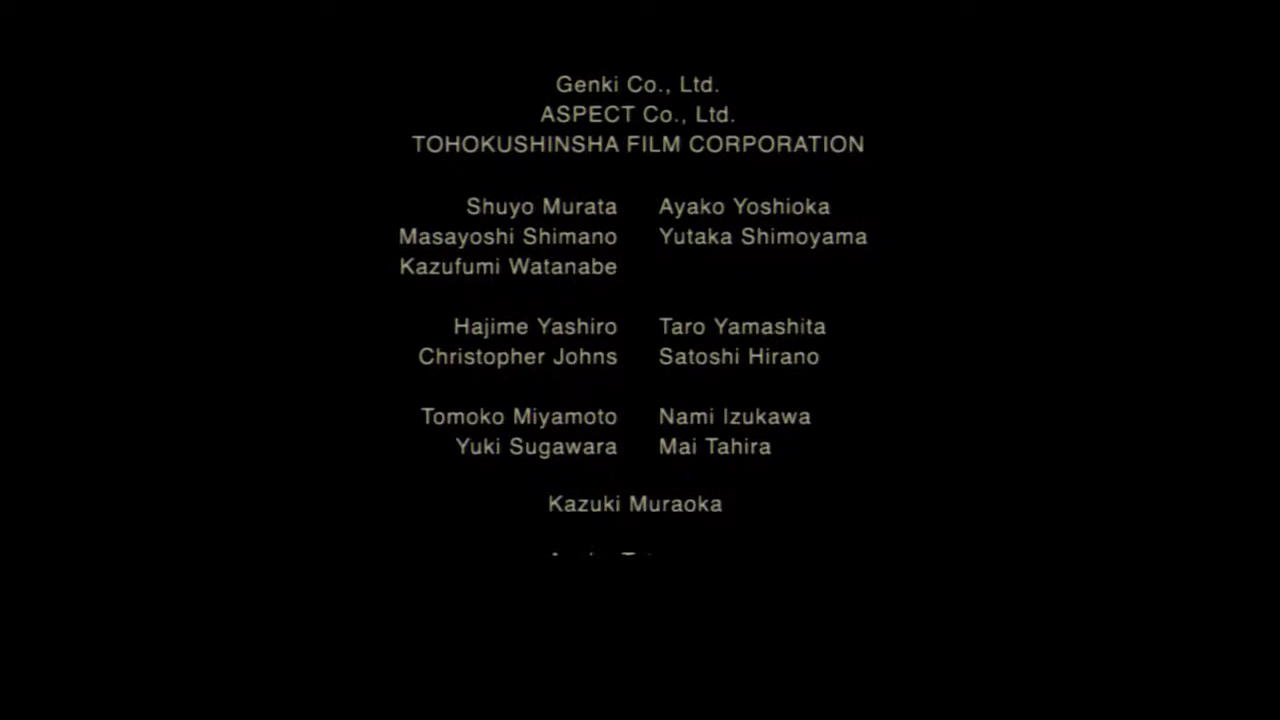 Genki Co., Ltd.
ASPECT Co., Ltd.
TOHOKUSHINSHA FILM CORPORATION
Shuyo Murata Ayako Yoshioka
Masayoshi Shimano Yutaka Shimoyama
Kazufumi Watanabe
Hajime Yashiro Taro Yamashita
Christopher Johns Satoshi Hirano
Tomoko Miyamoto Nami Izukawa
Yuki Sugawara Mai Tahira
Kazuki Muraoka